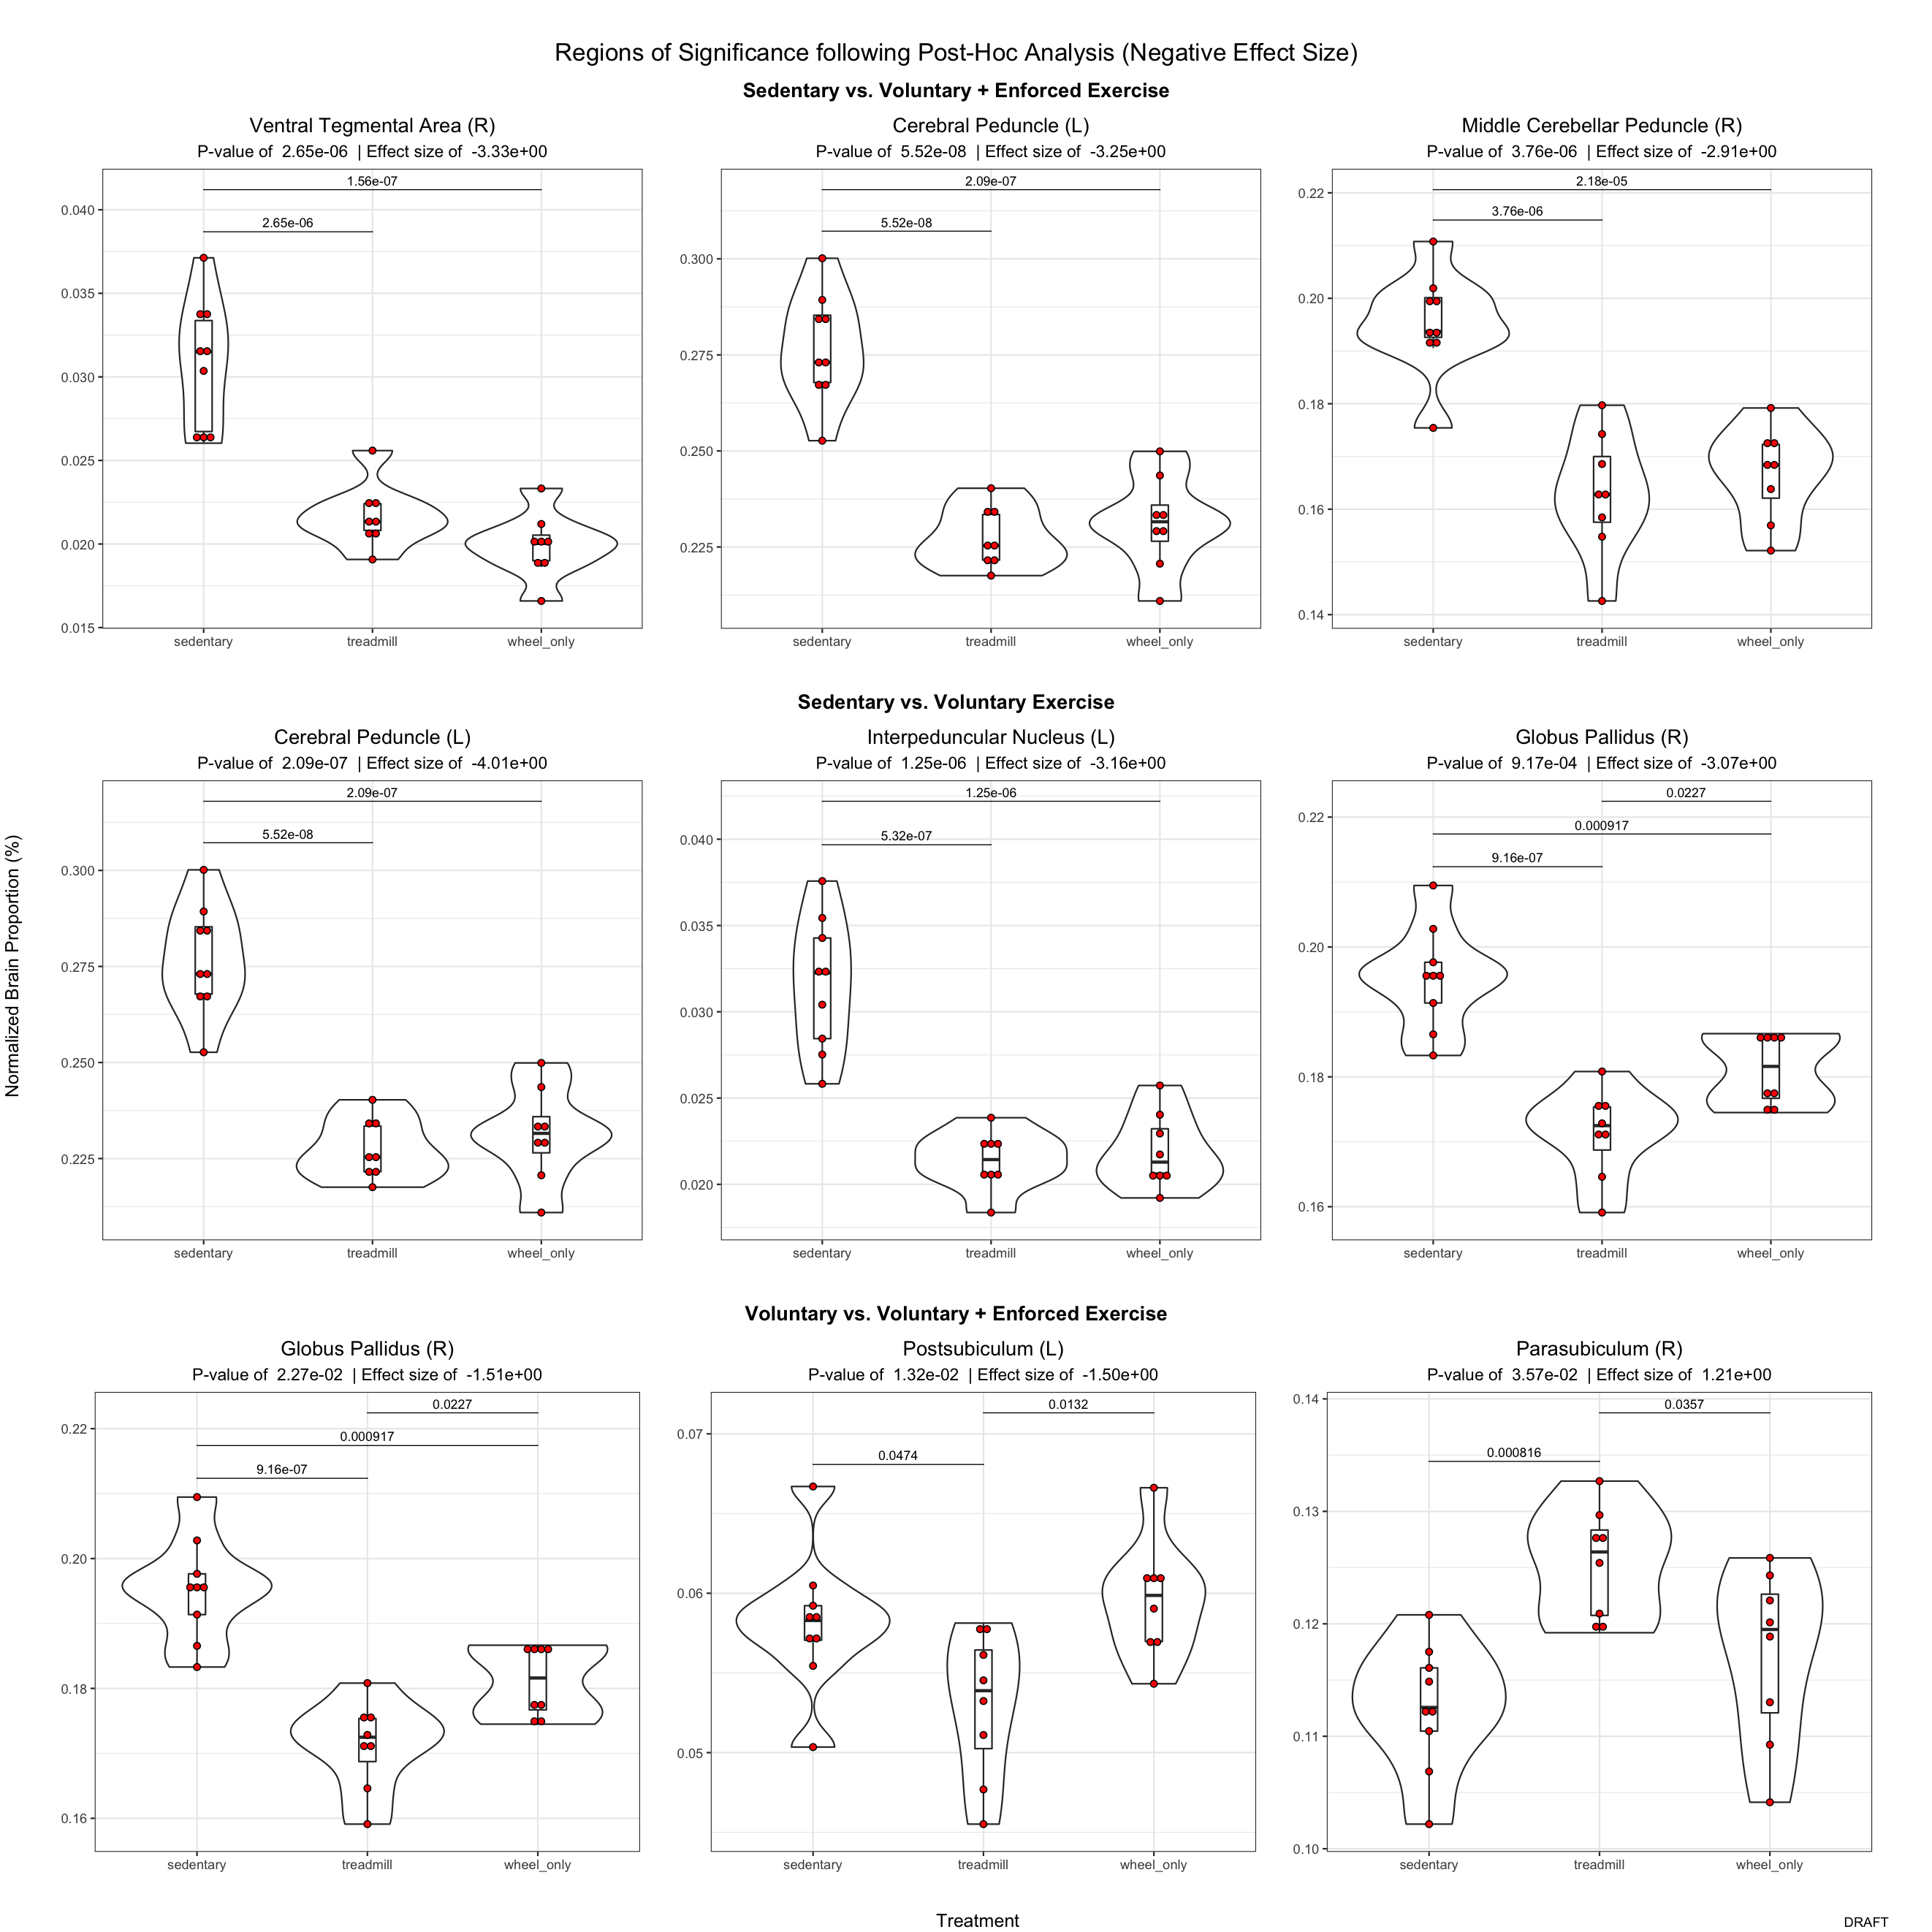 Regions of Significance following Post-Hoc Analysis (Negative Effect Size)
Sedentary vs. Voluntary + Enforced Exercise
Ventral Tegmental Area (R)
P-value of 2.65e-06 | Effect size of -3.33e+00
1.56e-07
2.65e-06
0.040
0.035
0.030
0.025
0.020
0.015
sedentary treadmill wheel_only
Cerebral Peduncle (L)
P-value of 5.52e-08 | Effect size of -3.25e+00
2.09e-07
5.52e-08
0.300
0.275
0.250
0.225
sedentary treadmill wheel_only
Middle Cerebellar Peduncle (R)
P-value of 3.76e-06 | Effect size of -2.91e+00
2.18e-05
3.76e-06
0.22
0.20
0.18
0.16
0.14
sedentary treadmill wheel_only
Normalized Brain Proportion (%)
Sedentary vs. Voluntary Exercise
Cerebral Peduncle (L)
P-value of 2.09e-07 | Effect size of -4.01e+00
2.09e-07
5.52e-08
0.300
0.275
0.250
0.225
sedentary treadmill wheel_only
Interpeduncular Nucleus (L)
P-value of 1.25e-06 | Effect size of -3.16e+00
1.25e-06
5.32e-07
0.040
0.035
0.030
0.025
0.020
sedentary treadmill wheel_only
Globus Pallidus (R)
P-value of 9.17e-04 | Effect size of -3.07e+00
0.0227
0.000917
9.16e-07
0.22
0.20
0.18
0.16
sedentary treadmill wheel_only
Voluntary vs. Voluntary + Enforced Exercise
Globus Pallidus (R)
P-value of 2.27e-02 | Effect size of -1.51e+00
0.0227
0.000917
9.16e-07
0.22
0.20
0.18
0.16
sedentary treadmill wheel_only
Postsubiculum (L)
P-value of 1.32e-02 | Effect size of -1.50e+00
0.0132
0.0474
0.07
0.06
0.05
sedentary treadmill wheel_only
Parasubiculum (R)
P-value of 3.57e-02 | Effect size of 1.21e+00
0.0357
0.000816
0.14
0.13
0.12
0.11
0.10
sedentary treadmill wheel_only
Treatment
DRAFT